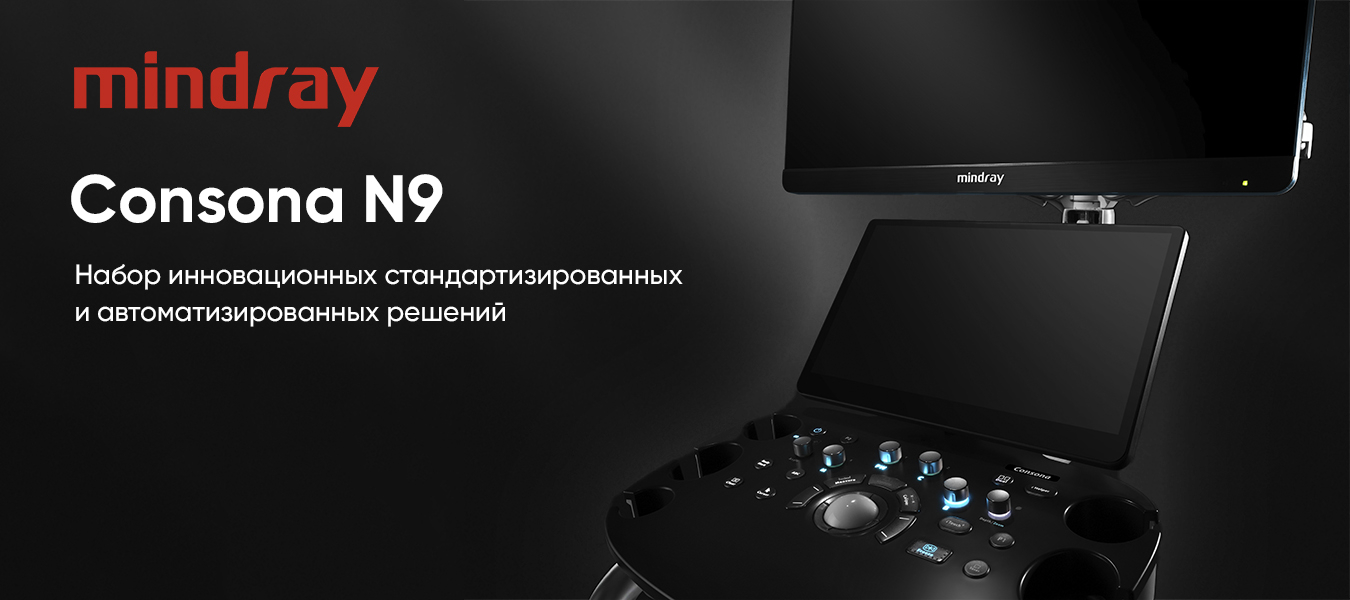 mindray
Consona N9
Набор инновационных стандартизированных
и автоматизированных решений
mindray
Consona